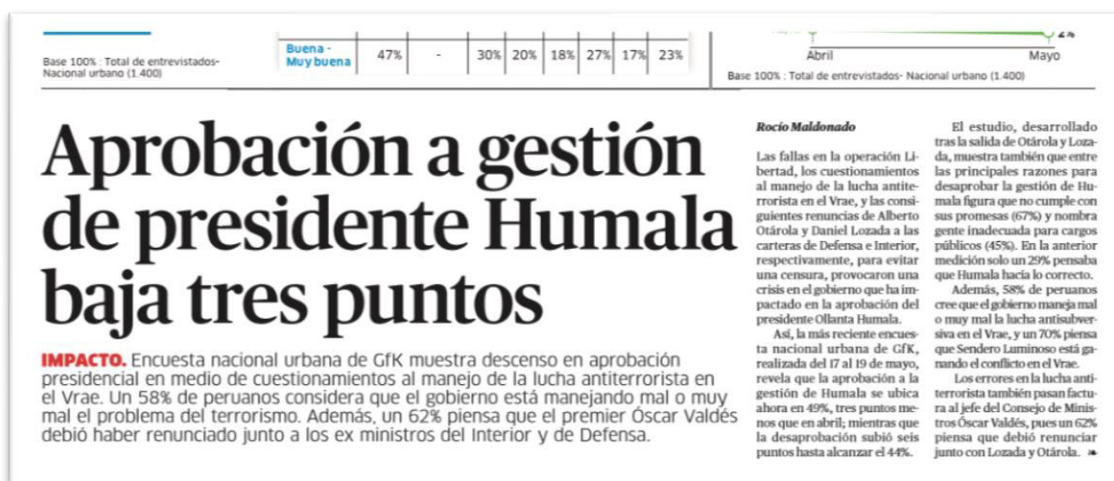 Base 100% : Total de entrevistados-
Nacional urbano (1.400)
Buena -
Muy buena
47%
-
30%
20%
18%
27%
17%
23%
2%
Abril
Mayo
Base 100% : Total de entrevistados- Nacional urbano (1.400)
Aprobación a gestión
de presidente Humala
baja tres puntos
IMPACTO. Encuesta nacional urbana de GfK muestra descenso en aprobación
presidencial en medio de cuestionamientos al manejo de la lucha antiterrorista en
el Vrae. Un 58% de peruanos considera que el gobierno está manejando mal o muy
mal el problema del terrorismo. Además, un 62% piensa que el premier Óscar Valdés
debió haber renunciado junto a los ex ministros del Interior y de Defensa.
Rocío Maldonado
Las fallas en la operación Li-
bertad, los cuestionamientos
al manejo de la lucha antite-
rrorista en el Vrae, y las consi-
guientes renuncias de Alberto
Otárola y Daniel Lozada a las
carteras de Defensa e Interior,
respectivamente, para evitar
una censura, provocaron una
crisis en el gobierno que ha im-
pactado en la aprobación del
presidente Ollanta Humala.
Así, la más reciente encues-
ta nacional urbana de GfK,
realizada del 17 al 19 de mayo,
revela que la aprobación a la
gestión de Humala se ubica
ahora en 49%, tres puntos me-
nos que en abril; mientras que
la desaprobación subió seis
puntos hasta alcanzar el 44%.
El estudio, desarrollado
tras la salida de Otárola y Loza-
da, muestra también que entre
las principales razones para
desaprobar la gestión de Hu-
mala figura que no cumple con
sus promesas (67%) y nombra
gente inadecuada para cargos
públicos (45%). En la anterior
medición solo un 29% pensaba
que Humala hacía lo correcto.
Además, 58% de peruanos
cree que el gobierno maneja mal
o muy mal la lucha antisubver-
siva en el Vrae, y un 70% piensa
que Sendero Luminoso está ga-
nando el conflicto en el Vrae.
Los errores en la lucha anti-
terrorista también pasan factu-
ra al jefe del Consejo de Minis-
tros Óscar Valdés, pues un 62%
piensa que debió renunciar
junto con Lozada y Otárola.